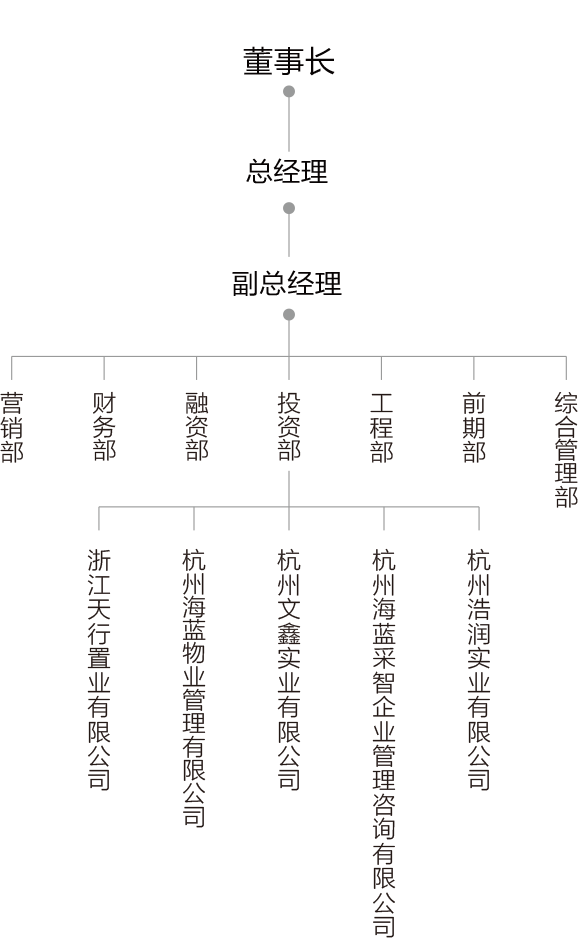 董事长
总经理
副总经理
营销部
财务部
融资部
投资部
工程部
前期部
综合管理部
浙江天行置业有限公司
杭州海蓝物业管理有限公司
杭州文鑫实业有限公司
杭州海蓝采智企业管理咨询有限公司
杭州浩润实业有限公司